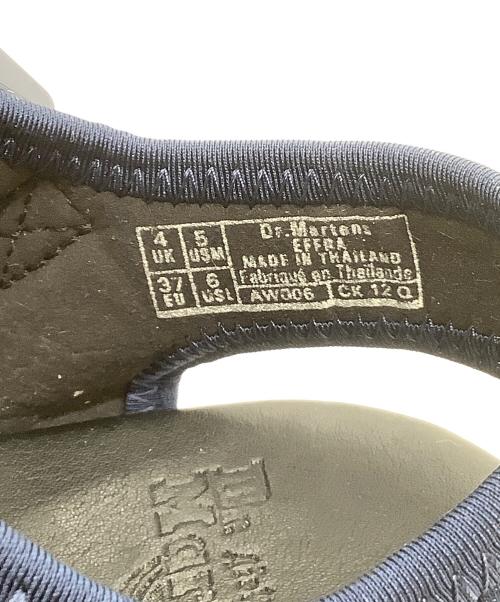 4 UK
5 USM
37 EU
6 USL
Dr.Martens
EFFRA
MADE IN THAILAND
Fabriqué en Thaïlande
AW006
CK 12 Q